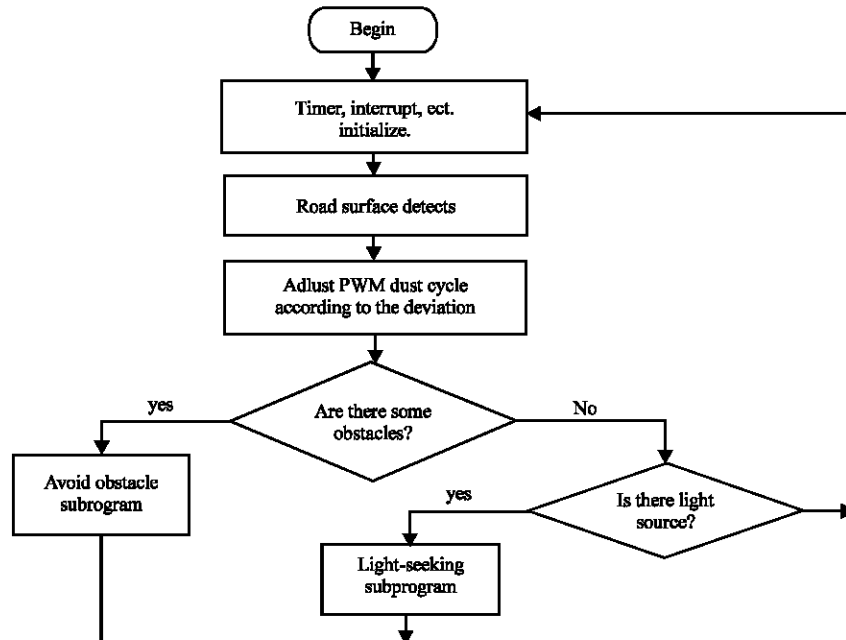 Begin
Timer, interrupt, ect.
initialize.
Road surface detects
Adlust PWM dust cycle
according to the deviation
yes
Are there some
obstacles?
No
Avoid obstacle
subrogram
yes
Is there light
source?
Light-seeking
subprogram